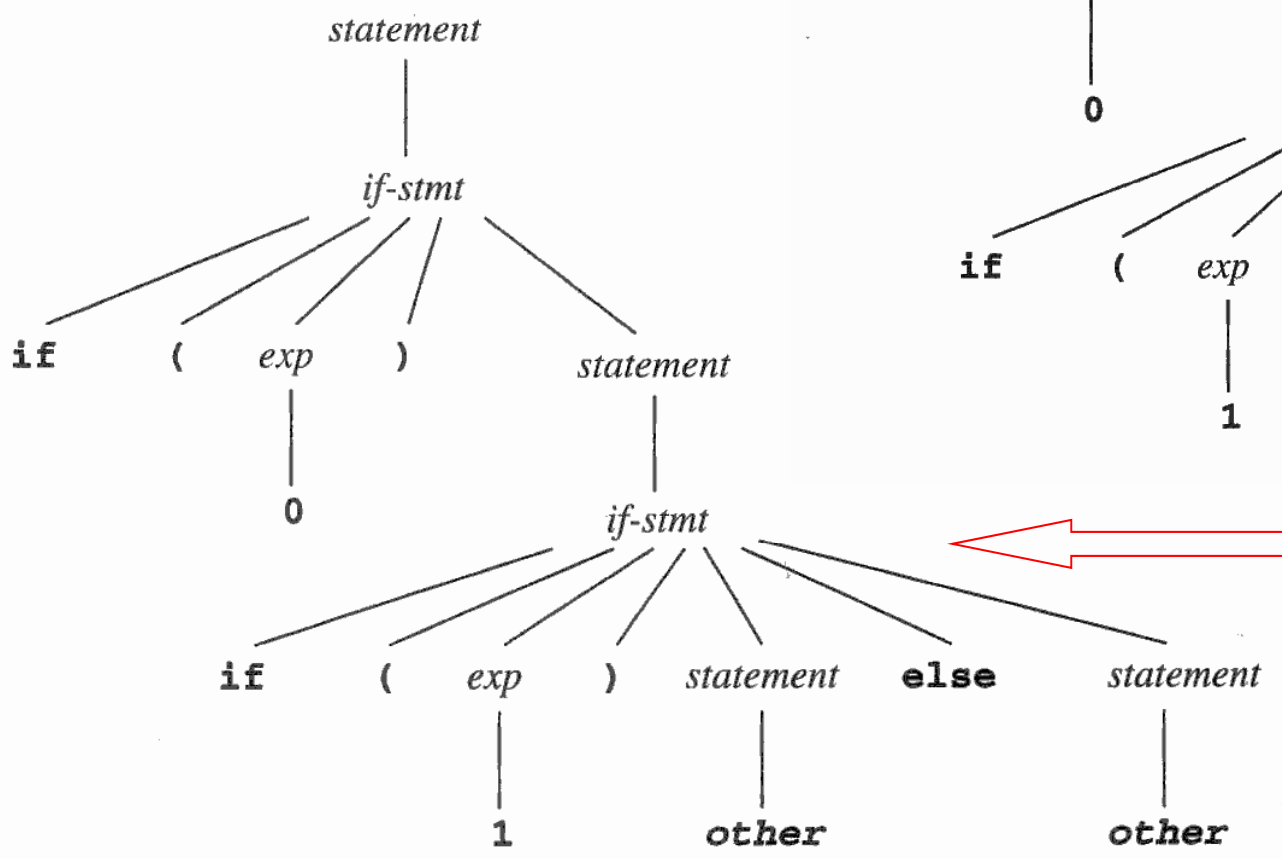 statement
0
if-stmt
if ( exp
if ( exp ) statement
1
0
if-stmt
if ( exp ) statement else statement
1 other other